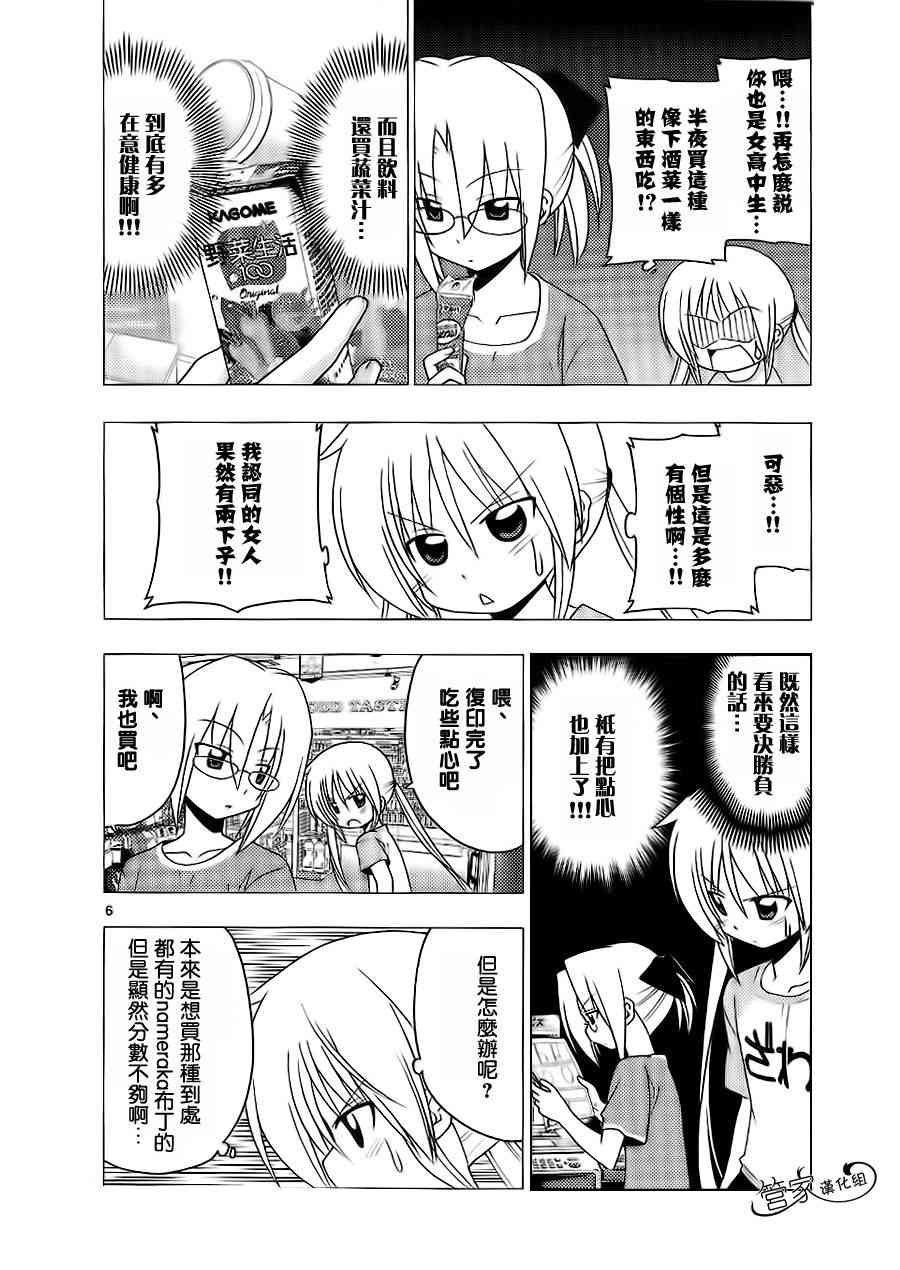 喂…!!再怎麼說
你也是女高中生…
半夜買這種
像下酒菜一樣
的東西吃!?
而且飲料
還買蔬菜汁…
到底有多
在意健康啊!!!
KAGOME
野菜生活
100
Original
可惡…!!
但是這是多麼
有個性啊…!!
我認同的女人
果然有兩下子!!
既然這樣
看來要決勝負
的話…
衹有把點心
也加上了!!!
喂、
復印完了
吃些點心吧
啊、
我也買吧
OOD TASTE
6
但是怎麼辦呢?
本來是想買那種到處
都有的nameraka布丁的
但是顯然分數不夠啊…
管家漢化組